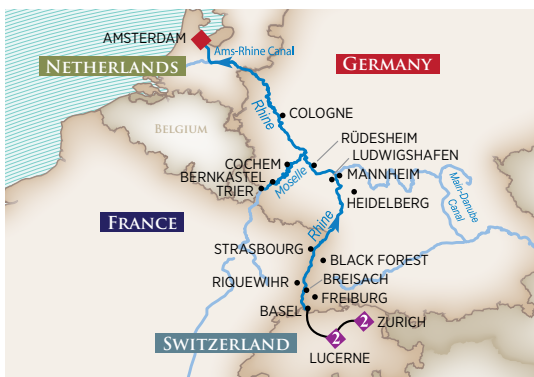 AMSTERDAM
Ams-Rhine Canal
NETHERLANDS
GERMANY
Rhine
COLOGNE
BELGIUM
RÜDESHEIM
LUDWIGSHAFEN
COCHEM
BERNKASTEL
MANNHEIM
TRIER
Moselle
HEIDELBERG
Main-Danube
Canal
FRANCE
Rhine
STRASBOURG
BLACK FOREST
RIQUEWIHR
BREISACH
FREIBURG
BASEL
2
ZURICH
SWITZERLAND
2
LUCERNE